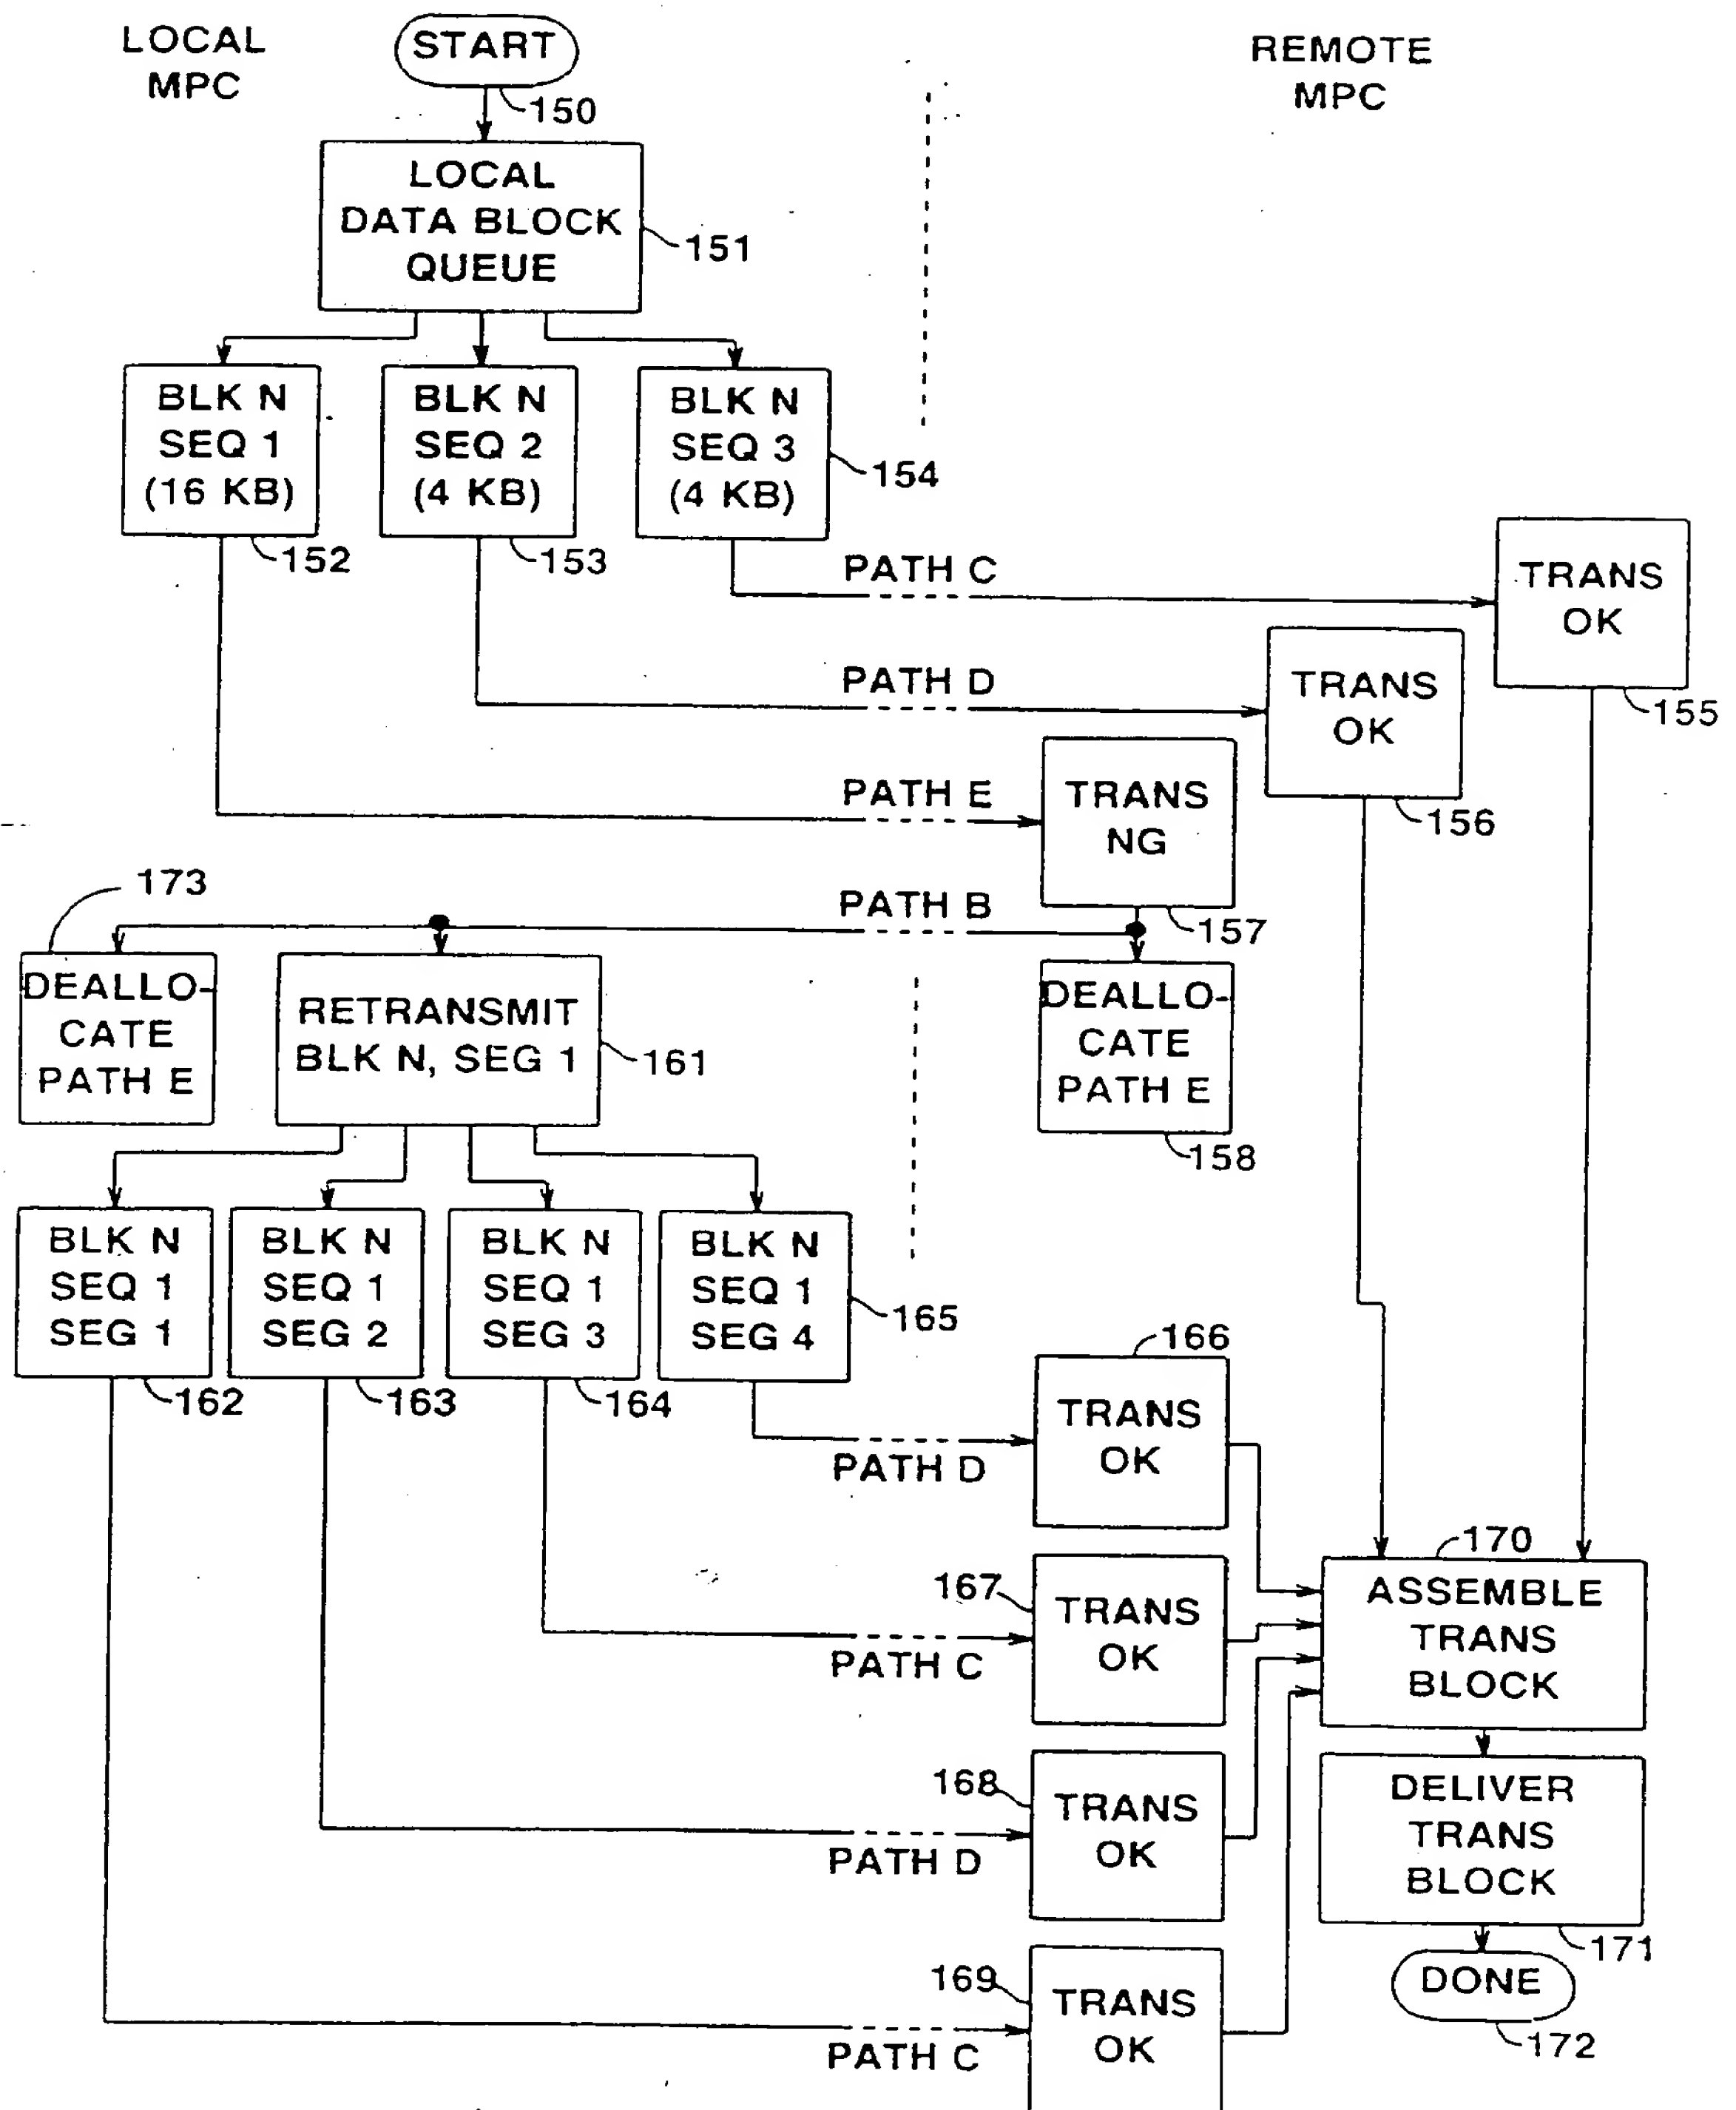 LOCAL
MPC
START
REMOTE
MPC
150
LOCAL
DATA BLOCK
QUEUE
151
BLK N
SEQ 1
(16 KB)
152
BLK N
SEQ 2
(4 KB)
153
BLK N
SEQ 3
(4 KB)
154
PATH C
TRANS
OK
155
PATH D
TRANS
OK
156
PATH E
TRANS
NG
157
PATH B
173
DEALLO-
CATE
PATH E
RETRANSMIT
BLK N, SEG 1
161
DEALLO-
CATE
PATH E
158
BLK N
SEQ 1
SEG 1
162
BLK N
SEQ 1
SEG 2
163
BLK N
SEQ 1
SEG 3
164
BLK N
SEQ 1
SEG 4
165
166
TRANS
OK
PATH D
167
TRANS
OK
PATH C
170
ASSEMBLE
TRANS
BLOCK
168
TRANS
OK
PATH D
DELIVER
TRANS
BLOCK
171
169
TRANS
OK
PATH C
DONE
172